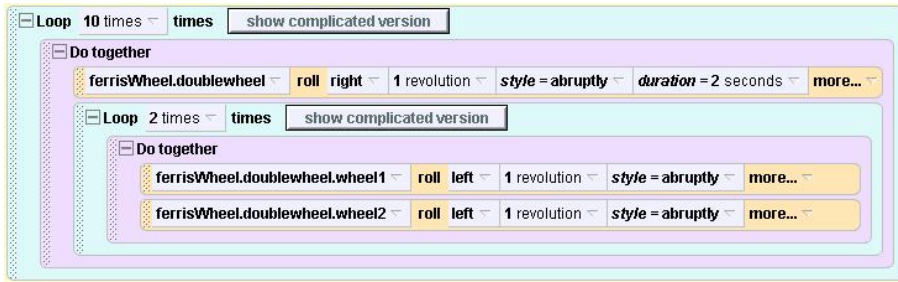 Loop 10 times times show complicated version
Do together
ferrisWheel.doublewheel roll right 1 revolution style = abruptly duration = 2 seconds more...
Loop 2 times times show complicated version
Do together
ferrisWheel.doublewheel.wheel1 roll left 1 revolution style = abruptly more...
ferrisWheel.doublewheel.wheel2 roll left 1 revolution style = abruptly more...